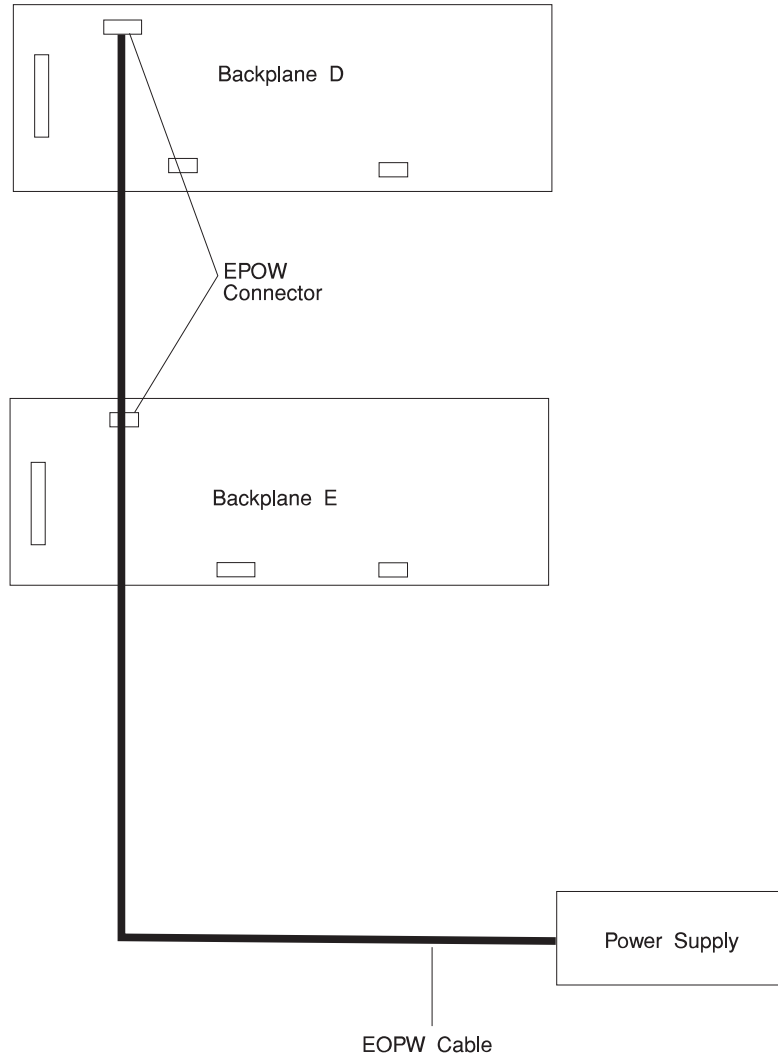 Backplane D
EPOW
Connector
Backplane E
Power Supply
EOPW Cable